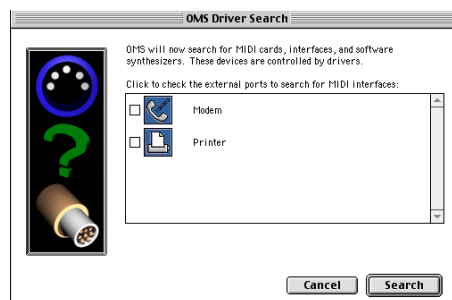 OMS Driver Search
OMS will now search for MIDI cards, interfaces, and software
synthesizers. These devices are controlled by drivers.
Click to check the external ports to search for MIDI interfaces:
Modem
Printer
Cancel
Search